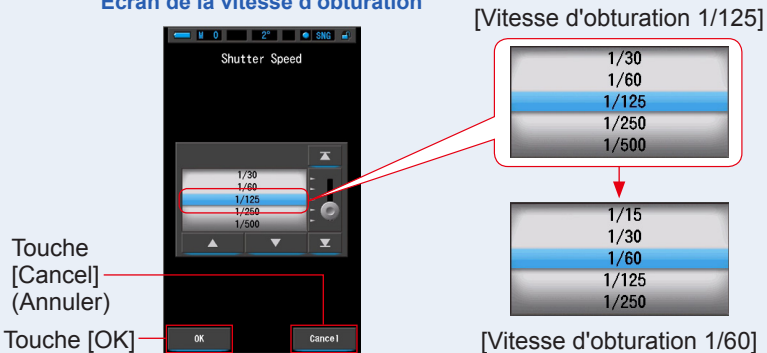 Écran de la vitesse d'obturation
M 0 2° SNG
Shutter Speed
1/30
1/60
1/125
1/250
1/500
OK
Cancel
Touche
[Cancel]
(Annuler)
Touche [OK]
[Vitesse d'obturation 1/125]
1/30
1/60
1/125
1/250
1/500
1/15
1/30
1/60
1/125
1/250
[Vitesse d'obturation 1/60]